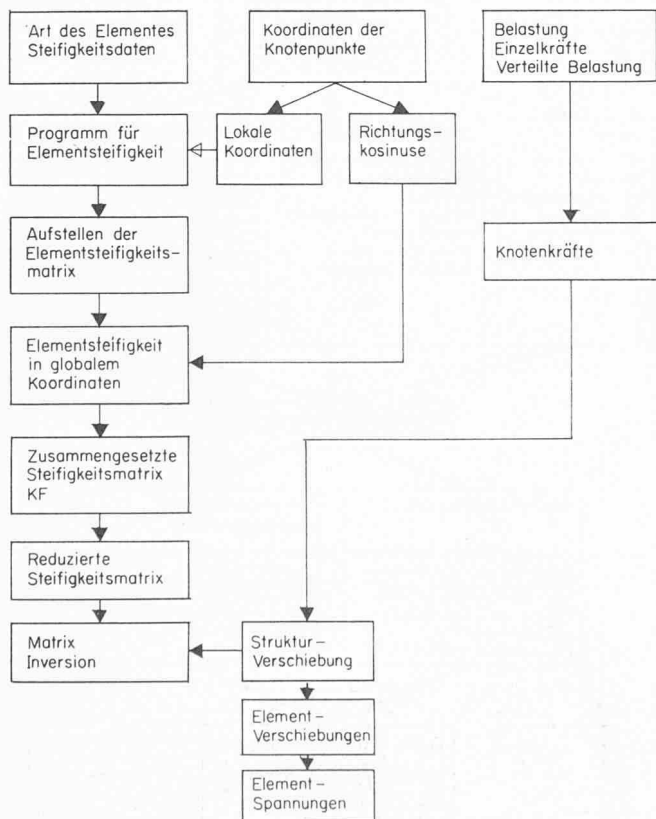 Art des Elementes
Steifigkeitsdaten
Koordinaten der
Knotenpunkte
Belastung
Einzelkräfte
Verteilte Belastung
Programm für
Elementsteifigkeit
Lokale
Koordinaten
Richtungs-
kosinuse
Aufstellen der
Elementsteifigkeits-
matrix
Knotenkräfte
Elementsteifigkeit
in globalem
Koordinaten
Zusammengesetzte
Steifigkeitsmatrix
KF
Reduzierte
Steifigkeitsmatrix
Matrix
Inversion
Struktur-
Verschiebung
Element-
Verschiebungen
Element-
Spannungen